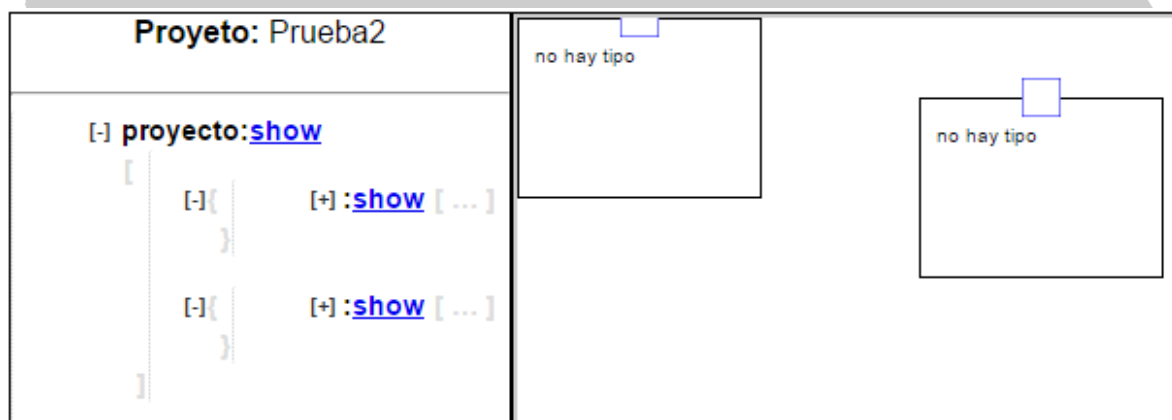 Proyeto: Prueba2
[-] proyecto:show
[
[-]{ [+] :show [ ... ]
}
[-]{ [+] :show [ ... ]
}
]
no hay tipo
no hay tipo